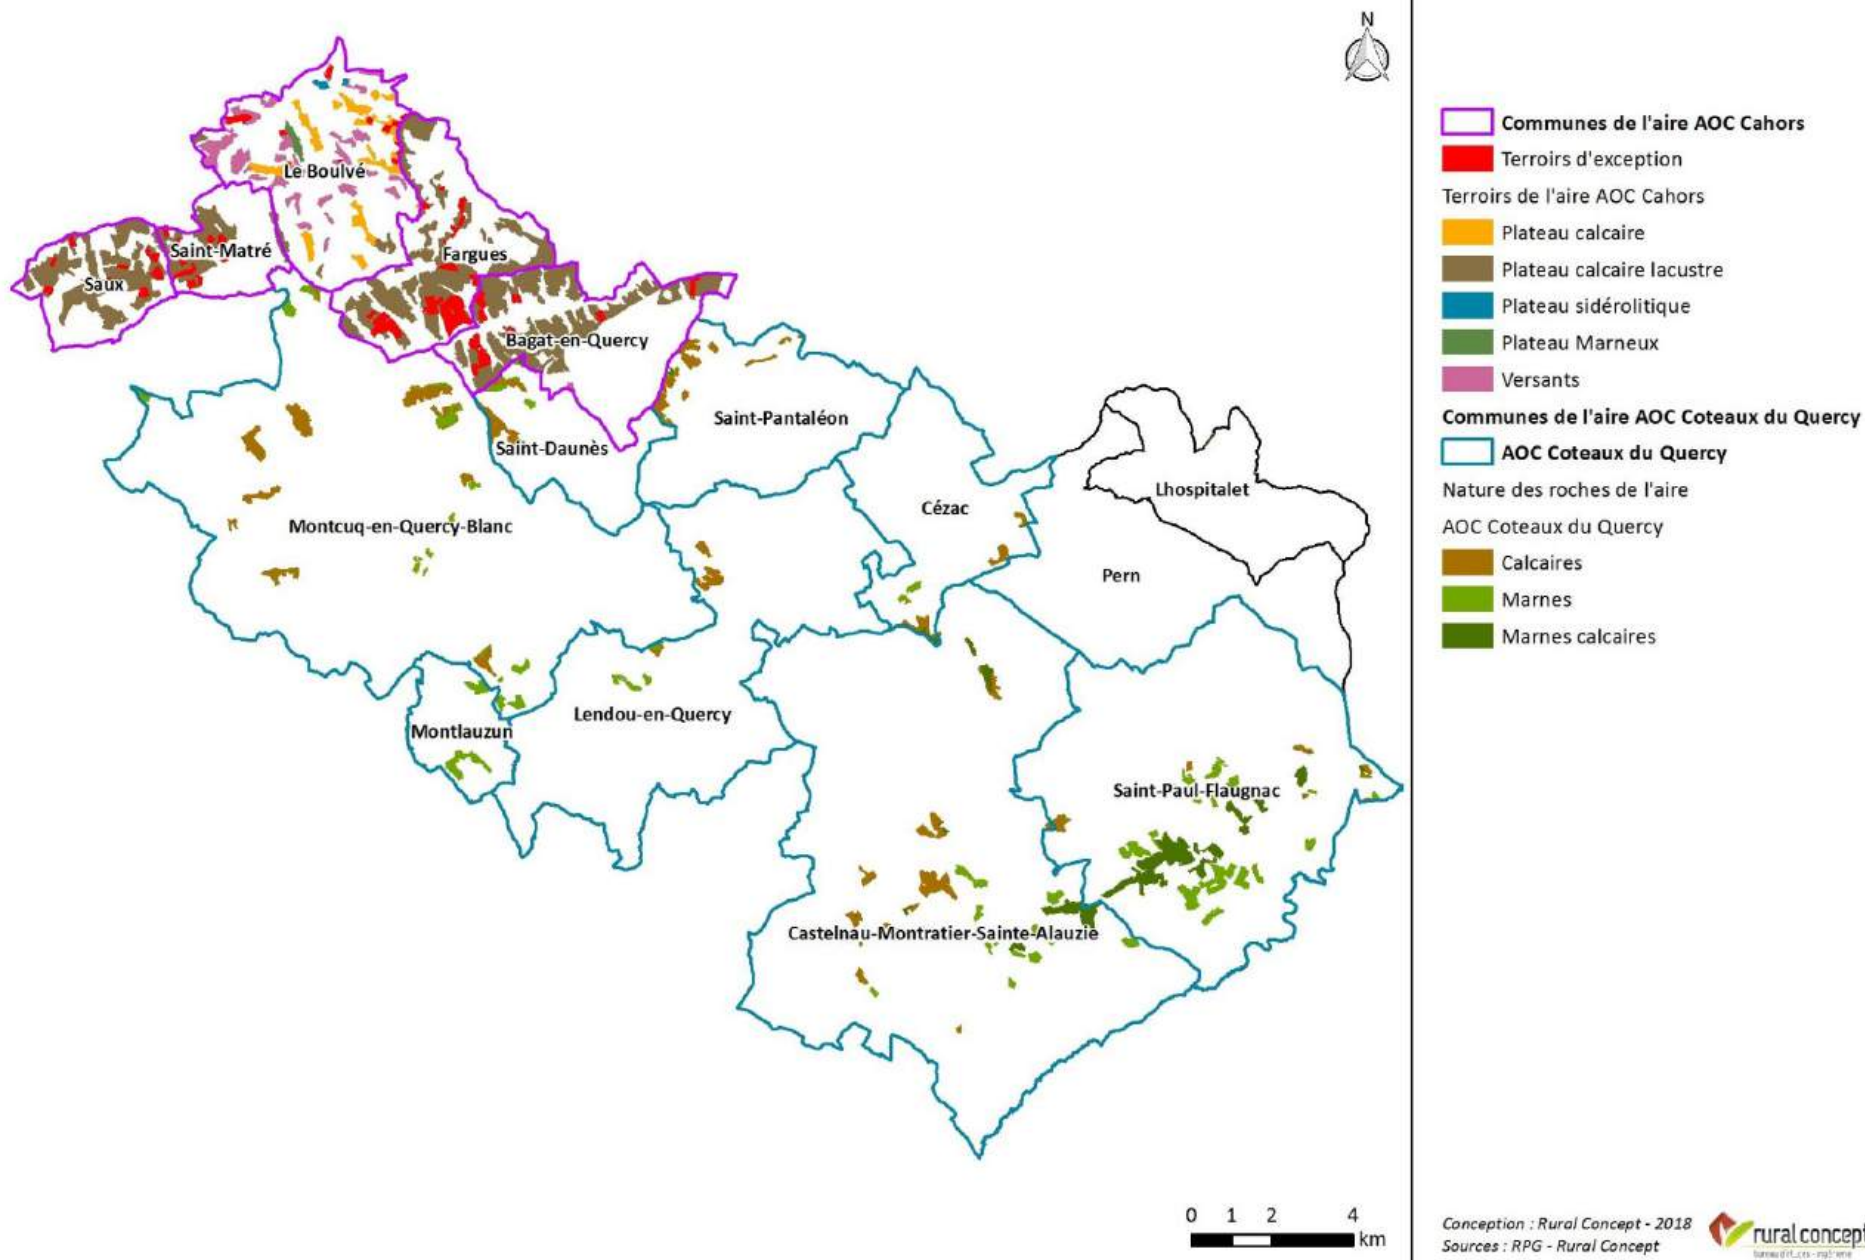 N
Le Boulvé
Saint-Matré
Fargues
Saux
Bagat-en-Quercy
Saint-Pantaléon
Saint-Daunès
Lhospitalet
Cézac
Montcuq-en-Quercy-Blanc
Pern
Lendou-en-Quercy
Montlauzun
Saint-Paul-Flaugnac
Castelnau-Montratier-Sainte-Alauzie
0 1 2 4
km
Communes de l'aire AOC Cahors
Terroirs d'exception
Terroirs de l'aire AOC Cahors
Plateau calcaire
Plateau calcaire lacustre
Plateau sidérolitique
Plateau Marneux
Versants
Communes de l'aire AOC Coteaux du Quercy
AOC Coteaux du Quercy
Nature des roches de l'aire
AOC Coteaux du Quercy
Calcaires
Marnes
Marnes calcaires
Conception : Rural Concept - 2018
Sources : RPG - Rural Concept
rural concept